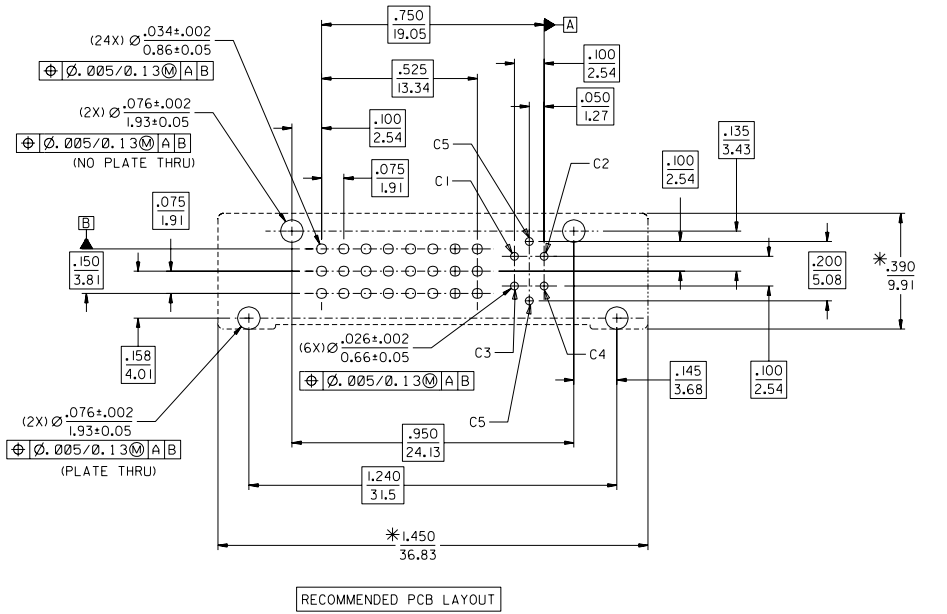 .750
19.05
A
(24X) Ø .034±.002
0.86±0.05
⌖ Ø.005/0.13Ⓜ A B
.525
13.34
.100
2.54
(2X) Ø .076±.002
1.93±0.05
⌖ Ø.005/0.13Ⓜ A B
(NO PLATE THRU)
.100
2.54
.050
1.27
C5
C1
C2
.100
2.54
.135
3.43
.075
1.91
.075
1.91
B
.150
3.81
.200
5.08
* .390
9.91
(6X) Ø .026±.002
0.66±0.05
⌖ Ø.005/0.13Ⓜ A B
C3
C4
C5
.158
4.01
.145
3.68
.100
2.54
(2X) Ø .076±.002
1.93±0.05
⌖ Ø.005/0.13Ⓜ A B
(PLATE THRU)
.950
24.13
1.240
31.5
* 1.450
36.83
RECOMMENDED PCB LAYOUT